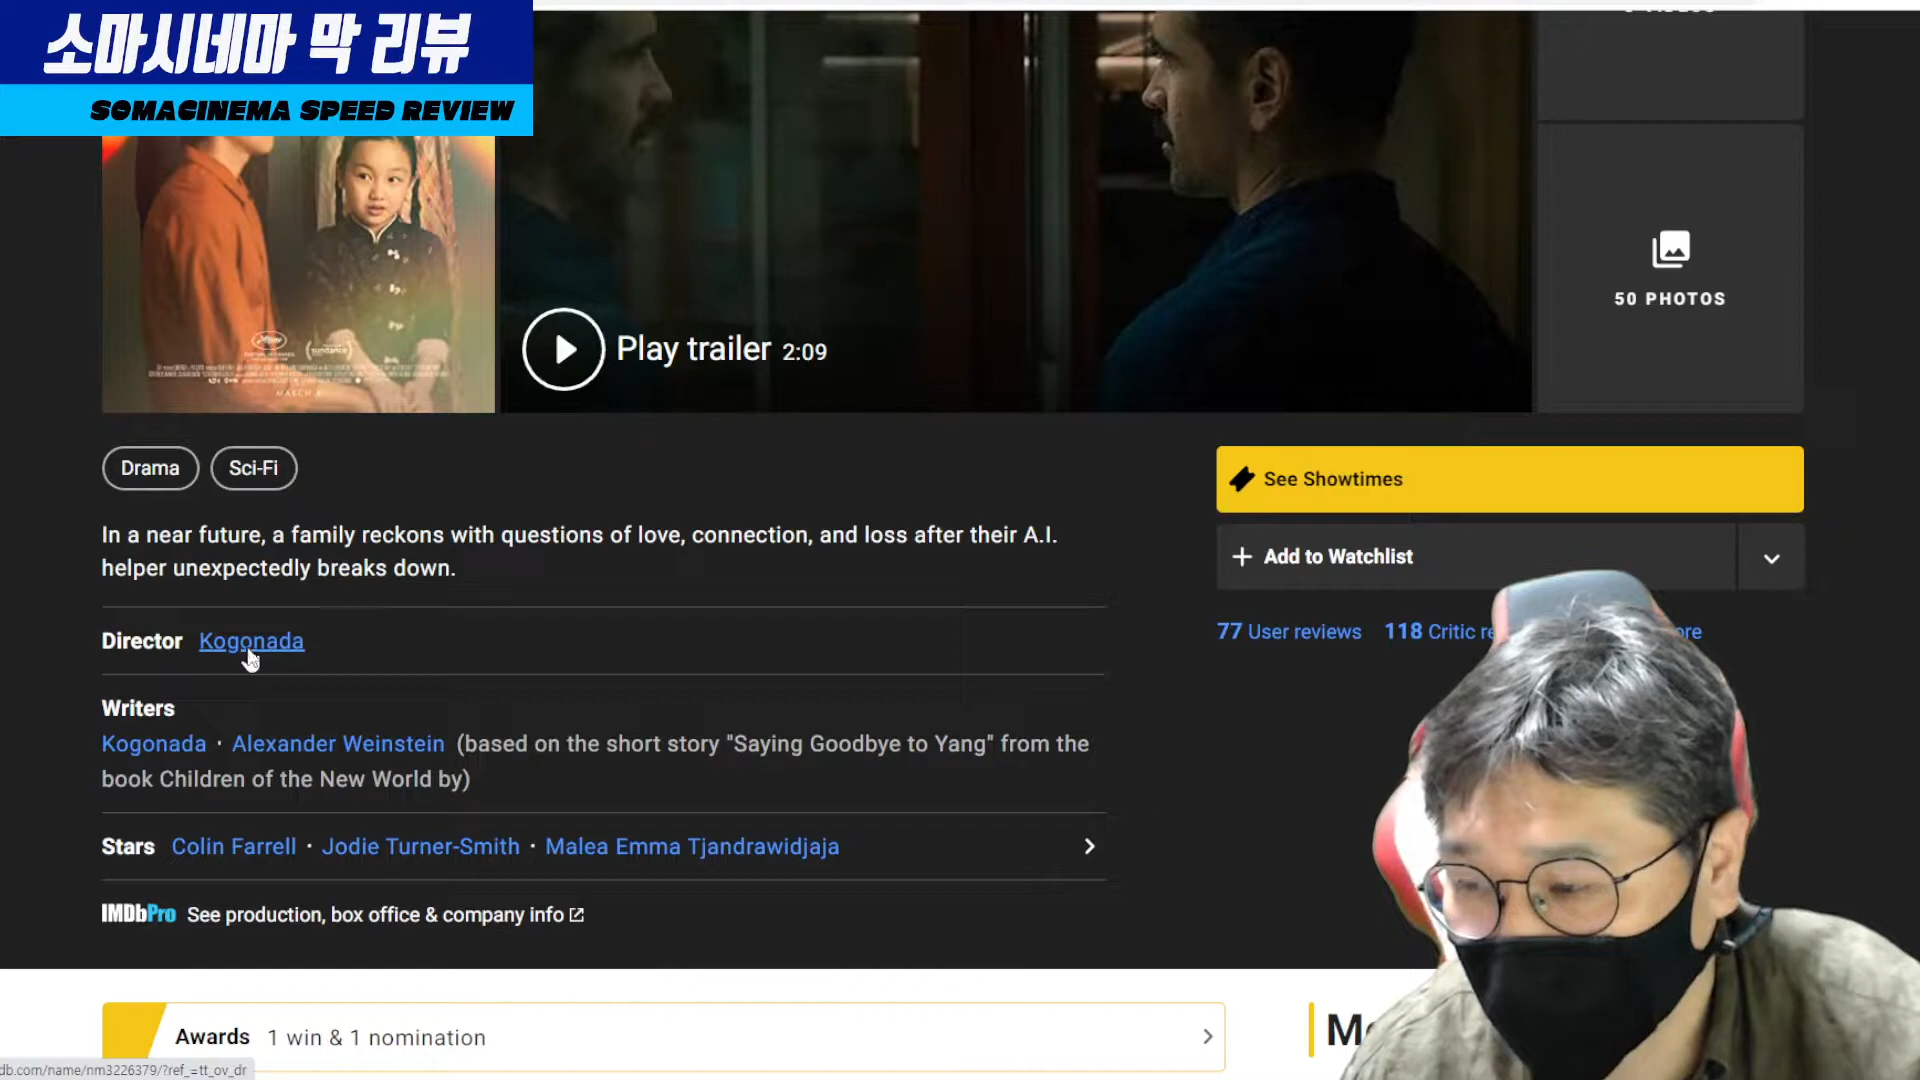 소마시네마 막 리뷰
SOMACINEMA SPEED REVIEW
sundance
MARCH
Play trailer 2:09
50 PHOTOS
Drama
Sci-Fi
See Showtimes
In a near future, a family reckons with questions of love, connection, and loss after their A.I.
helper unexpectedly breaks down.
Add to Watchlist
77 User reviews
118 Critic re
ore
Director Kogonada
Writers
Kogonada · Alexander Weinstein (based on the short story "Saying Goodbye to Yang" from the
book Children of the New World by)
Stars Colin Farrell · Jodie Turner-Smith · Malea Emma Tjandrawidjaja
IMDbPro See production, box office & company info
Awards 1 win & 1 nomination
Mo
db.com/name/nm3226379/?ref_=tt_ov_dr